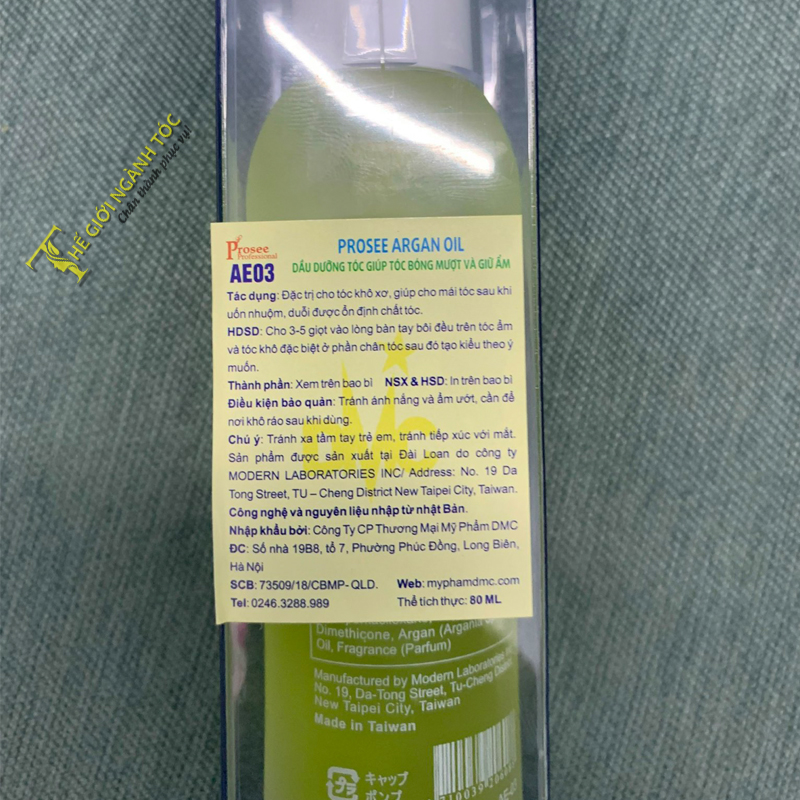 THẾ GIỚI NGÀNH TÓC
Chân thành phục vụ!
Prosee
Professional
PROSEE ARGAN OIL
AE03
DẦU DƯỠNG TÓC GIÚP TÓC BÓNG MƯỢT VÀ GIỮ ẨM
Tác dụng: Đặc trị cho tóc khô xơ, giúp cho mái tóc sau khi
uốn nhuộm, duỗi được ổn định chất tóc.
HDSD: Cho 3-5 giọt vào lòng bàn tay bôi đều trên tóc ẩm
và tóc khô đặc biệt ở phần chân tóc sau đó tạo kiểu theo ý
muốn.
Thành phần: Xem trên bao bì NSX & HSD: In trên bao bì
Điều kiện bảo quản: Tránh ánh nắng và ẩm ướt, cần để
nơi khô ráo sau khi dùng.
Chú ý: Tránh xa tầm tay trẻ em, tránh tiếp xúc với mắt.
Sản phẩm được sản xuất tại Đài Loan do công ty
MODERN LABORATORIES INC/ Address: No. 19 Da
Tong Street, TU – Cheng District New Taipei City, Taiwan.
Công nghệ và nguyên liệu nhập từ nhật Bản.
Nhập khẩu bởi: Công Ty CP Thương Mại Mỹ Phẩm DMC
ĐC: Số nhà 19B8, tổ 7, Phường Phúc Đồng, Long Biên,
Hà Nội
SCB: 73509/18/CBMP- QLD. Web: myphamdmc.com
Tel: 0246.3288.989 Thể tích thực: 80 ML
Dimethicone, Argan (Argania
Oil, Fragrance (Parfum)
Manufactured by Modern Laboratories
No. 19, Da-Tong Street, Tu-Cheng
New Taipei City, Taiwan
Made in Taiwan
プラ
キャップ
ポンプ